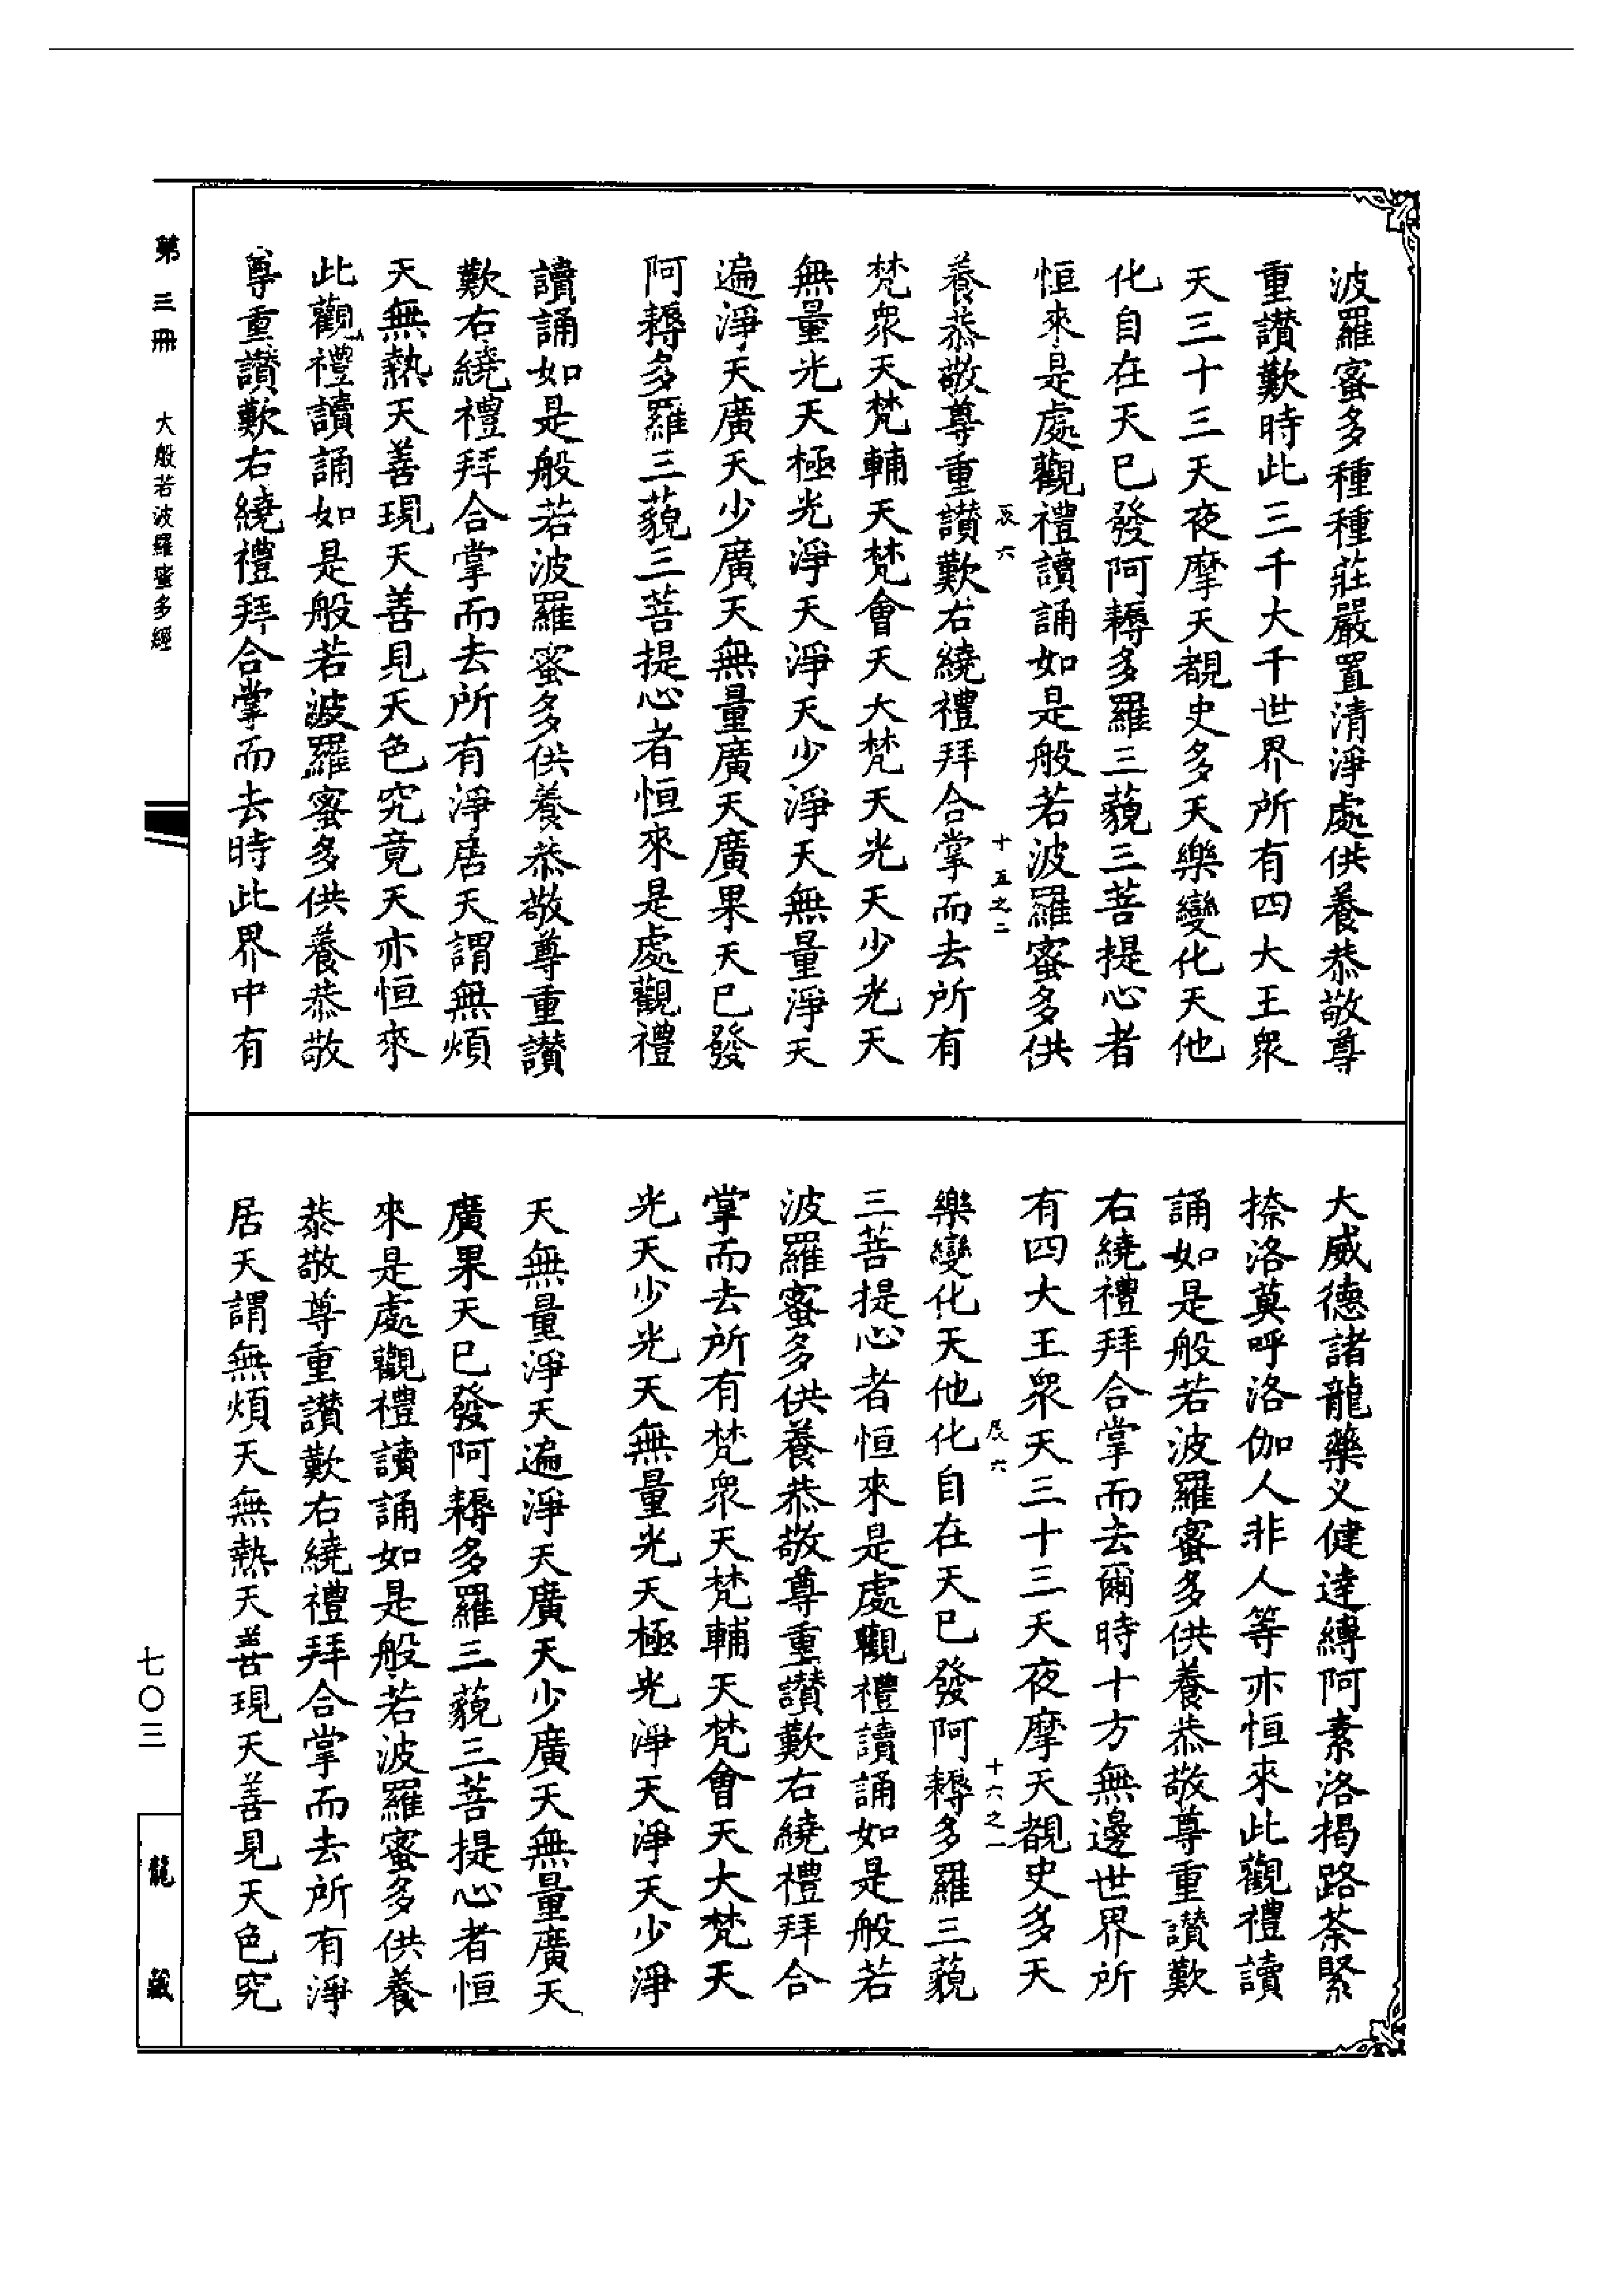 波羅蜜多種種莊嚴置清淨處供養恭敬尊
重讚歎時此三千大千世界所有四大王眾
天三十三天夜摩天覩史多天樂變化天他
化自在天已發阿耨多羅三藐三菩提心者
恒來是處觀禮讀誦如是般若波羅蜜多供
六
十五之二
養恭敬尊重讚歎右繞禮拜合掌而去所有
梵眾天梵輔天梵會天大梵天光天少光天
無量光天極光淨天淨天少淨天無量淨天
遍淨天廣天少廣天無量廣天廣果天已發
阿耨多羅三藐三菩提心者恒來是處觀禮
讀誦如是般若波羅蜜多供養恭敬尊重讚
歎右繞禮拜合掌而去所有淨居天謂無煩
天無熱天善現天善見天色究竟天亦恒來
此觀禮讀誦如是般若波羅蜜多供養恭敬
尊重讚歎右繞禮拜合掌而去時此界中有
大威德諸龍藥义健達縛阿素洛揭路荼緊
捺洛莫呼洛伽人非人等亦恒來此觀禮讀
誦如是般若波羅蜜多供養恭敬尊重讚歎
右繞禮拜合掌而去爾時十方無邊世界所
有四大王眾天三十三天夜摩天覩史多天
六
十六之一
樂變化天他化自在天已發阿耨多羅三藐
三菩提心者恒來是處觀禮讀誦如是般若
波羅蜜多供養恭敬尊重讚歎右繞禮拜合
掌而去所有梵眾天梵輔天梵會天大梵天
光天少光天無量光天極光淨天淨天少淨
天無量淨天遍淨天廣天少廣天無量廣天
廣果天已發阿耨多羅三藐三菩提心者恒
來是處觀禮讀誦如是般若波羅蜜多供養
恭敬尊重讚歎右繞禮拜合掌而去所有淨
居天謂無煩天無熱天善現天善見天色究
第三冊 大般若波羅蜜多經
七〇三
龍藏